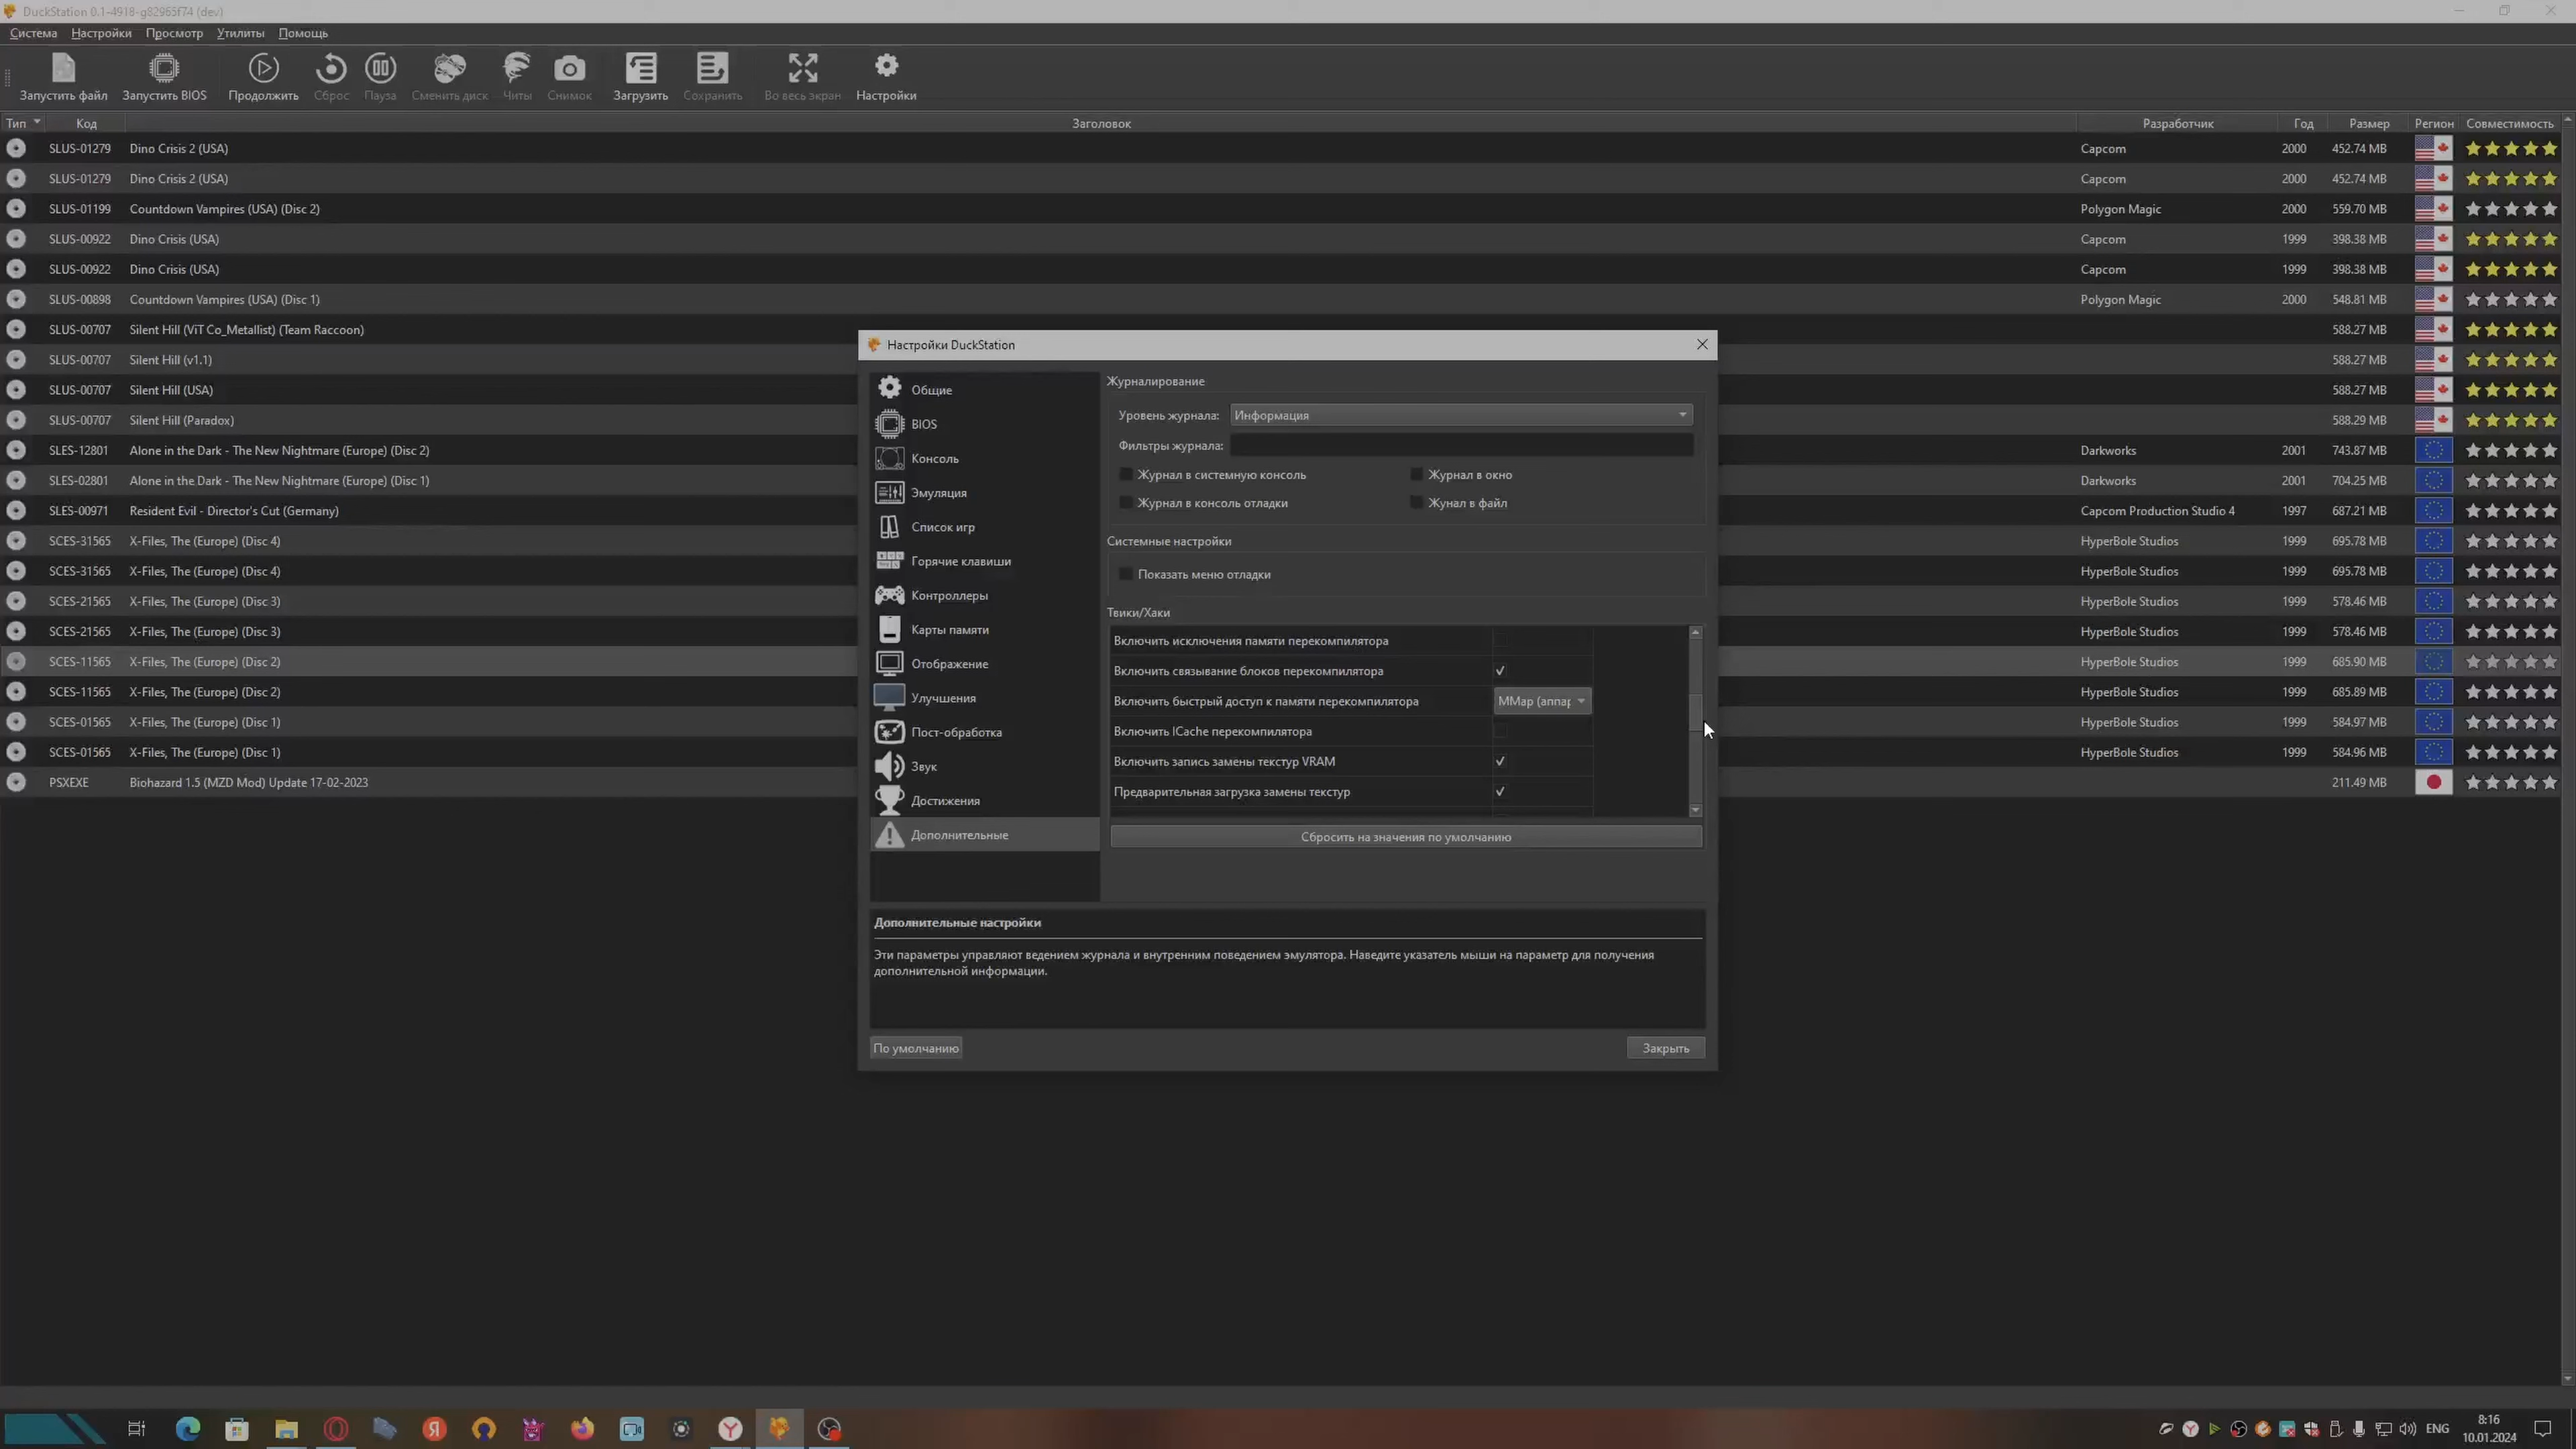 DuckStation 0.1-4918-g82965f74 (dev)
Система Настройки Просмотр Утилиты Помощь
Запустить файл Запустить BIOS Продолжить Сброс Пауза Сменить диск Читы Снимок Загрузить Сохранить Во весь экран Настройки
Тип Код Заголовок Разработчик Год Размер Регион Совместимость
SLUS-01279 Dino Crisis 2 (USA) Capcom 2000 452.74 MB
SLUS-01279 Dino Crisis 2 (USA) Capcom 2000 452.74 MB
SLUS-01199 Countdown Vampires (USA) (Disc 2) Polygon Magic 2000 559.70 MB
SLUS-00922 Dino Crisis (USA) Capcom 1999 398.38 MB
SLUS-00922 Dino Crisis (USA) Capcom 1999 398.38 MB
SLUS-00898 Countdown Vampires (USA) (Disc 1) Polygon Magic 2000 548.81 MB
SLUS-00707 Silent Hill (ViT Co_Metallist) (Team Raccoon) 588.27 MB
SLUS-00707 Silent Hill (v1.1) 588.27 MB
SLUS-00707 Silent Hill (USA) 588.27 MB
SLUS-00707 Silent Hill (Paradox) 588.29 MB
SLES-12801 Alone in the Dark - The New Nightmare (Europe) (Disc 2) Darkworks 2001 743.87 MB
SLES-02801 Alone in the Dark - The New Nightmare (Europe) (Disc 1) Darkworks 2001 704.25 MB
SLES-00971 Resident Evil - Director's Cut (Germany) Capcom Production Studio 4 1997 687.21 MB
SCES-31565 X-Files, The (Europe) (Disc 4) HyperBole Studios 1999 695.78 MB
SCES-31565 X-Files, The (Europe) (Disc 4) HyperBole Studios 1999 695.78 MB
SCES-21565 X-Files, The (Europe) (Disc 3) HyperBole Studios 1999 578.46 MB
SCES-21565 X-Files, The (Europe) (Disc 3) HyperBole Studios 1999 578.46 MB
SCES-11565 X-Files, The (Europe) (Disc 2) HyperBole Studios 1999 685.90 MB
SCES-11565 X-Files, The (Europe) (Disc 2) HyperBole Studios 1999 685.89 MB
SCES-01565 X-Files, The (Europe) (Disc 1) HyperBole Studios 1999 584.97 MB
SCES-01565 X-Files, The (Europe) (Disc 1) HyperBole Studios 1999 584.96 MB
PSXEXE Biohazard 1.5 (MZD Mod) Update 17-02-2023 211.49 MB
Настройки DuckStation
Общие
BIOS
Консоль
Эмуляция
Список игр
Горячие клавиши
Контроллеры
Карты памяти
Отображение
Улучшения
Пост-обработка
Звук
Достижения
Дополнительные
Журналирование
Уровень журнала: Информация
Фильтры журнала:
Журнал в системную консоль Журнал в окно
Журнал в консоль отладки Жунал в файл
Системные настройки
Показать меню отладки
Твики/Хаки
Включить исключения памяти перекомпилятора
Включить связывание блоков перекомпилятора
Включить быстрый доступ к памяти перекомпилятора MMap (аппар
Включить ICache перекомпилятора
Включить запись замены текстур VRAM
Предварительная загрузка замены текстур
Сбросить на значения по умолчанию
Дополнительные настройки
Эти параметры управляют ведением журнала и внутренним поведением эмулятора. Наведите указатель мыши на параметр для получения
дополнительной информации.
По умолчанию Закрыть
ENG
8:16
10.01.2024